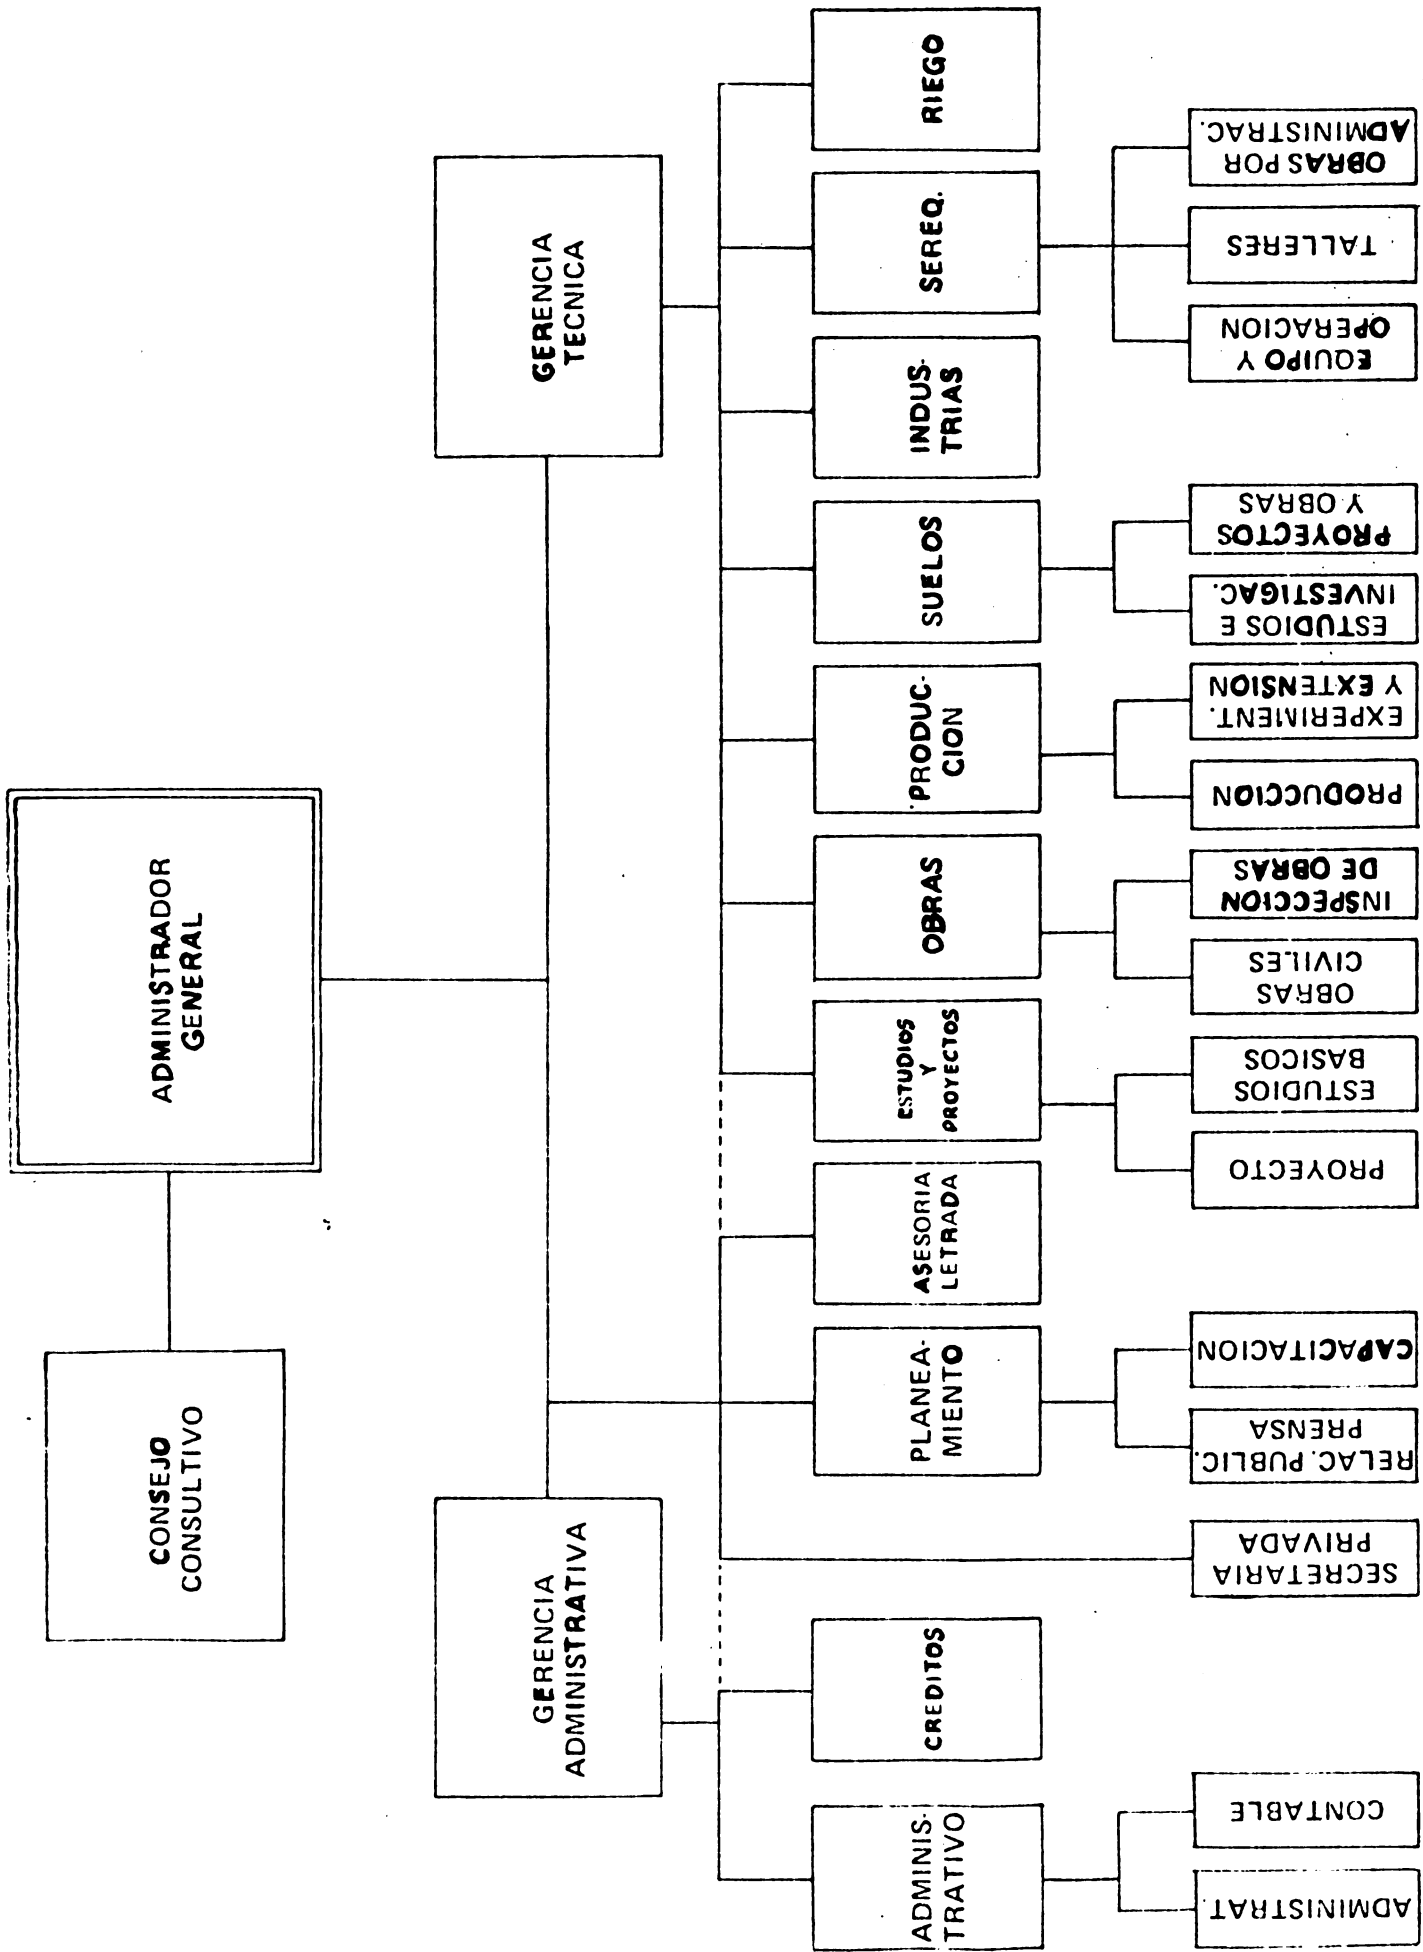 ADMINISTRADOR
GENERAL
CONSEJO
CONSULTIVO
GERENCIA
ADMINISTRATIVA
GERENCIA
TECNICA
ADMINIS-
TRATIVO
CREDITOS
PLANEA-
MIENTO
ASESORIA
LETRADA
ESTUDIOS
Y
PROYECTOS
OBRAS
PRODUC-
CION
SUELOS
INDUS-
TRIAS
SEREQ.
RIEGO
ADMINISTRAT.
CONTABLE
SECRETARIA
PRIVADA
RELAC. PUBLIC.
PRENSA
CAPACITACION
PROYECTO
ESTUDIOS
BASICOS
OBRAS
CIVILES
INSPECCION
DE OBRAS
PRODUCCION
EXPERIMENT.
Y EXTENSION
ESTUDIOS E
INVESTIGAC.
PROYECTOS
Y OBRAS
EQUIPO Y
OPERACION
TALLERES
OBRAS POR
ADMINISTRAC.